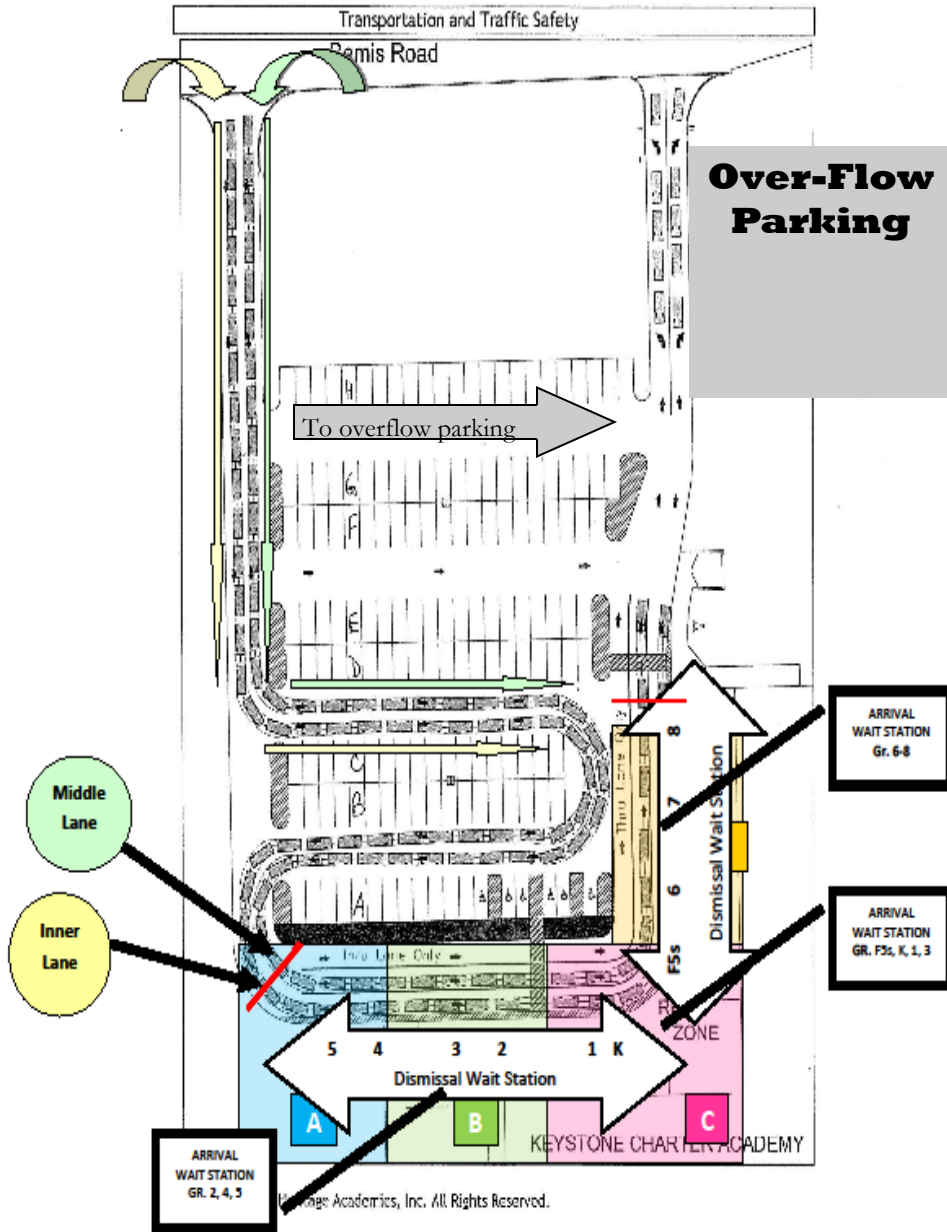 Transportation and Traffic Safety
Bemis Road
Over-Flow
Parking
H
To overflow parking
G
F
E
D
C
B
A
Middle
Lane
Inner
Lane
Thru Lane Only
Thru Lane
8
7
6
F5s
Dismissal Wait Station
ARRIVAL
WAIT STATION
Gr. 6-8
ARRIVAL
WAIT STATION
GR. F5s, K, 1, 3
ZONE
5 4 3 2 1 K
Dismissal Wait Station
A
B
C
KEYSTONE CHARTER ACADEMY
ARRIVAL
WAIT STATION
GR. 2, 4, 5
Academies, Inc. All Rights Reserved.